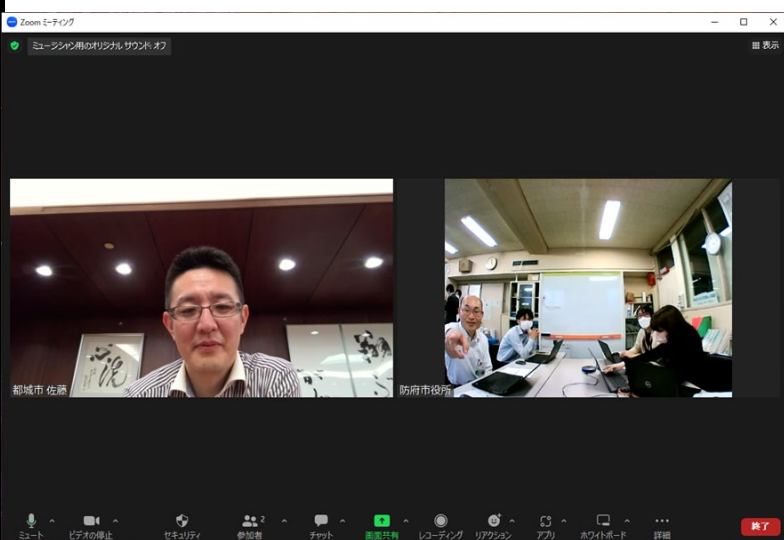 Zoom ミーティング
ミュージシャン用のオリジナル サウンド: オフ
表示
都城市 佐藤
防府市役所
ミュート
ビデオの停止
セキュリティ
参加者
2
チャット
画面共有
レコーディング
リアクション
アプリ
ホワイトボード
詳細
終了